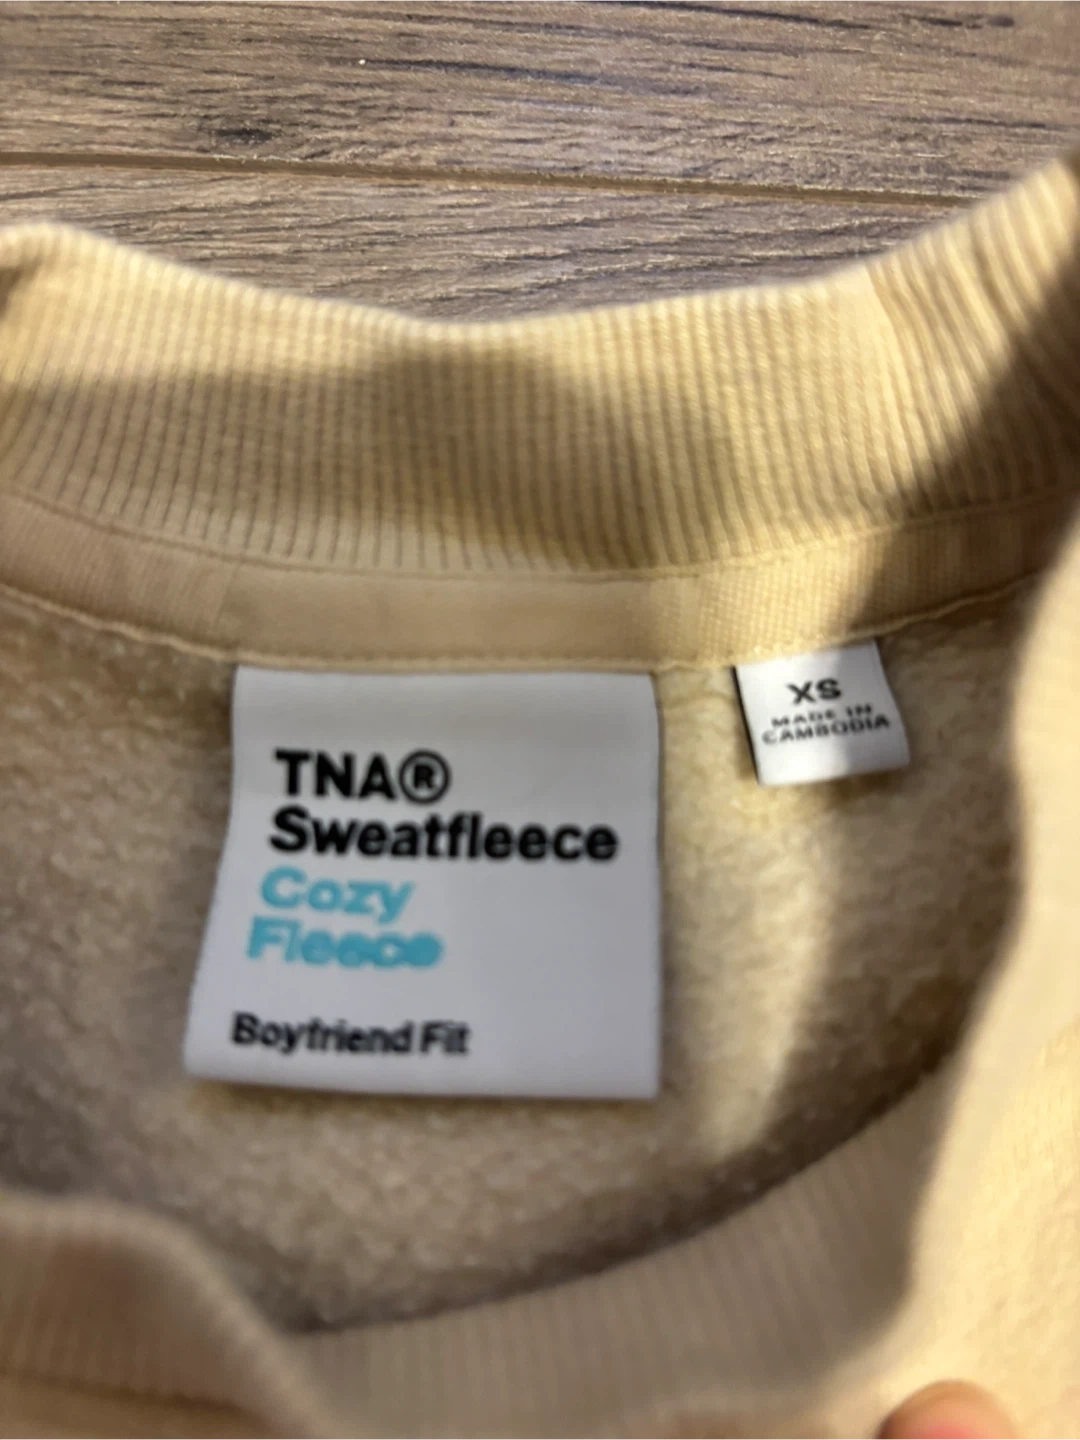 TNA®
Sweatfleece
Cozy
Fleece
Boyfriend Fit
XS
MADE IN
CAMBODIA